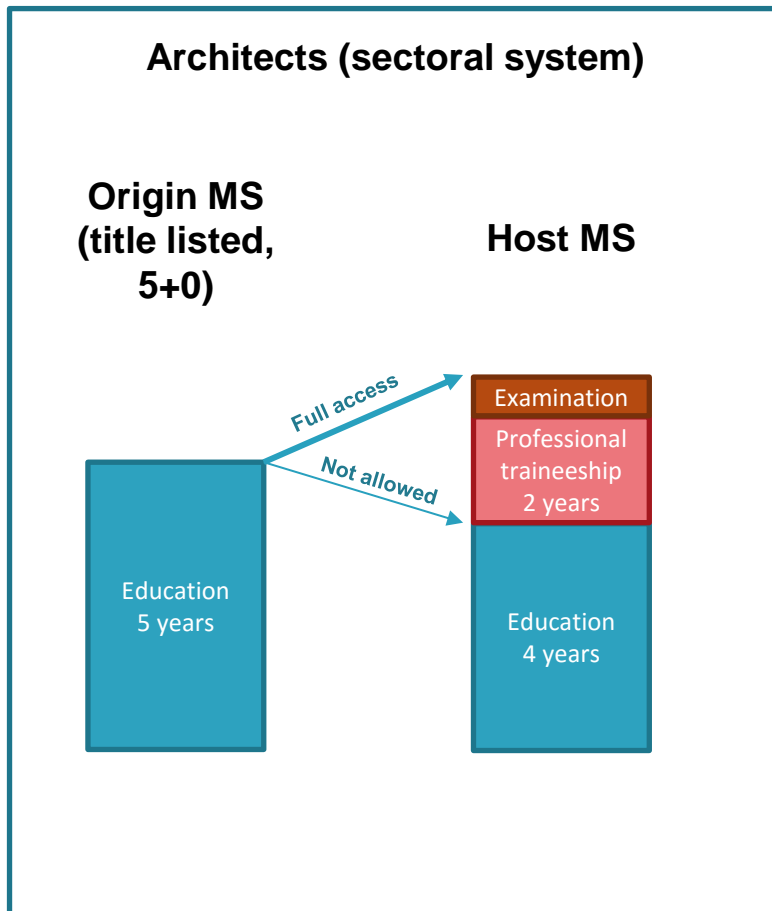 Architects (sectoral system)
Origin MS
(title listed,
5+0)
Host MS
Full access
Not allowed
Examination
Professional
traineeship
2 years
Education
5 years
Education
4 years